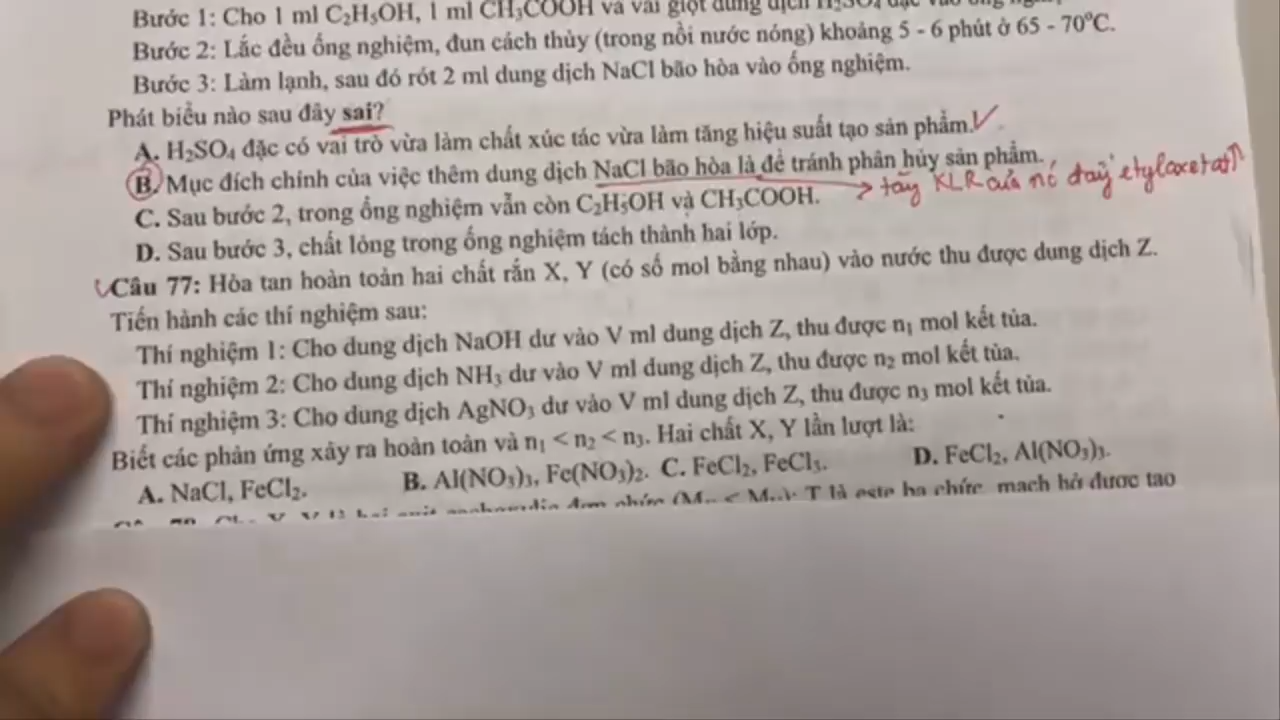 Bước 1: Cho 1 ml C₂H₅OH, 1 ml CH₃COOH và vài giọt dung dịch H₂SO₄ đặc vào ống
Bước 2: Lắc đều ống nghiệm, đun cách thủy (trong nồi nước nóng) khoảng 5 - 6 phút ở 65 - 70°C.
Bước 3: Làm lạnh, sau đó rót 2 ml dung dịch NaCl bão hòa vào ống nghiệm.
Phát biểu nào sau đây sai?
A. H₂SO₄ đặc có vai trò vừa làm chất xúc tác vừa làm tăng hiệu suất tạo sản phẩm.
B. Mục đích chính của việc thêm dung dịch NaCl bão hòa là để tránh phân hủy sản phẩm.
KLR của nó đẩy etylaxetat↑
C. Sau bước 2, trong ống nghiệm vẫn còn C₂H₅OH và CH₃COOH.
D. Sau bước 3, chất lỏng trong ống nghiệm tách thành hai lớp.
Câu 77: Hòa tan hoàn toàn hai chất rắn X, Y (có số mol bằng nhau) vào nước thu được dung dịch Z.
Tiến hành các thí nghiệm sau:
Thí nghiệm 1: Cho dung dịch NaOH dư vào V ml dung dịch Z, thu được n₁ mol kết tủa.
Thí nghiệm 2: Cho dung dịch NH₃ dư vào V ml dung dịch Z, thu được n₂ mol kết tủa.
Thí nghiệm 3: Cho dung dịch AgNO₃ dư vào V ml dung dịch Z, thu được n₃ mol kết tủa.
Biết các phản ứng xảy ra hoàn toàn và n₁ < n₂ < n₃. Hai chất X, Y lần lượt là:
A. NaCl, FeCl₂. B. Al(NO₃)₃, Fe(NO₃)₂. C. FeCl₂, FeCl₃. D. FeCl₂, Al(NO₃)₃.
T là este ba chức, mạch hở được tạo